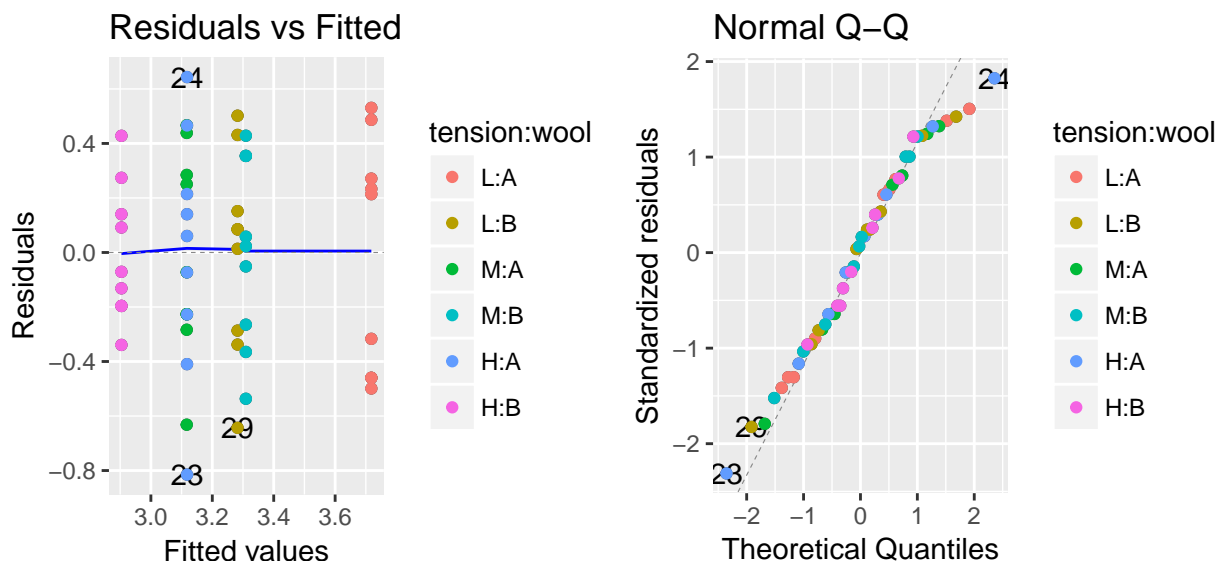 Residuals vs Fitted
24
0.4
0.0
−0.4
−0.8
29
23
3.0 3.2 3.4 3.6
Fitted values
Residuals
tension:wool
L:A
L:B
M:A
M:B
H:A
H:B
Normal Q−Q
2
1
0
−1
−2
24
29
23
−2 −1 0 1 2
Theoretical Quantiles
Standardized residuals
tension:wool
L:A
L:B
M:A
M:B
H:A
H:B